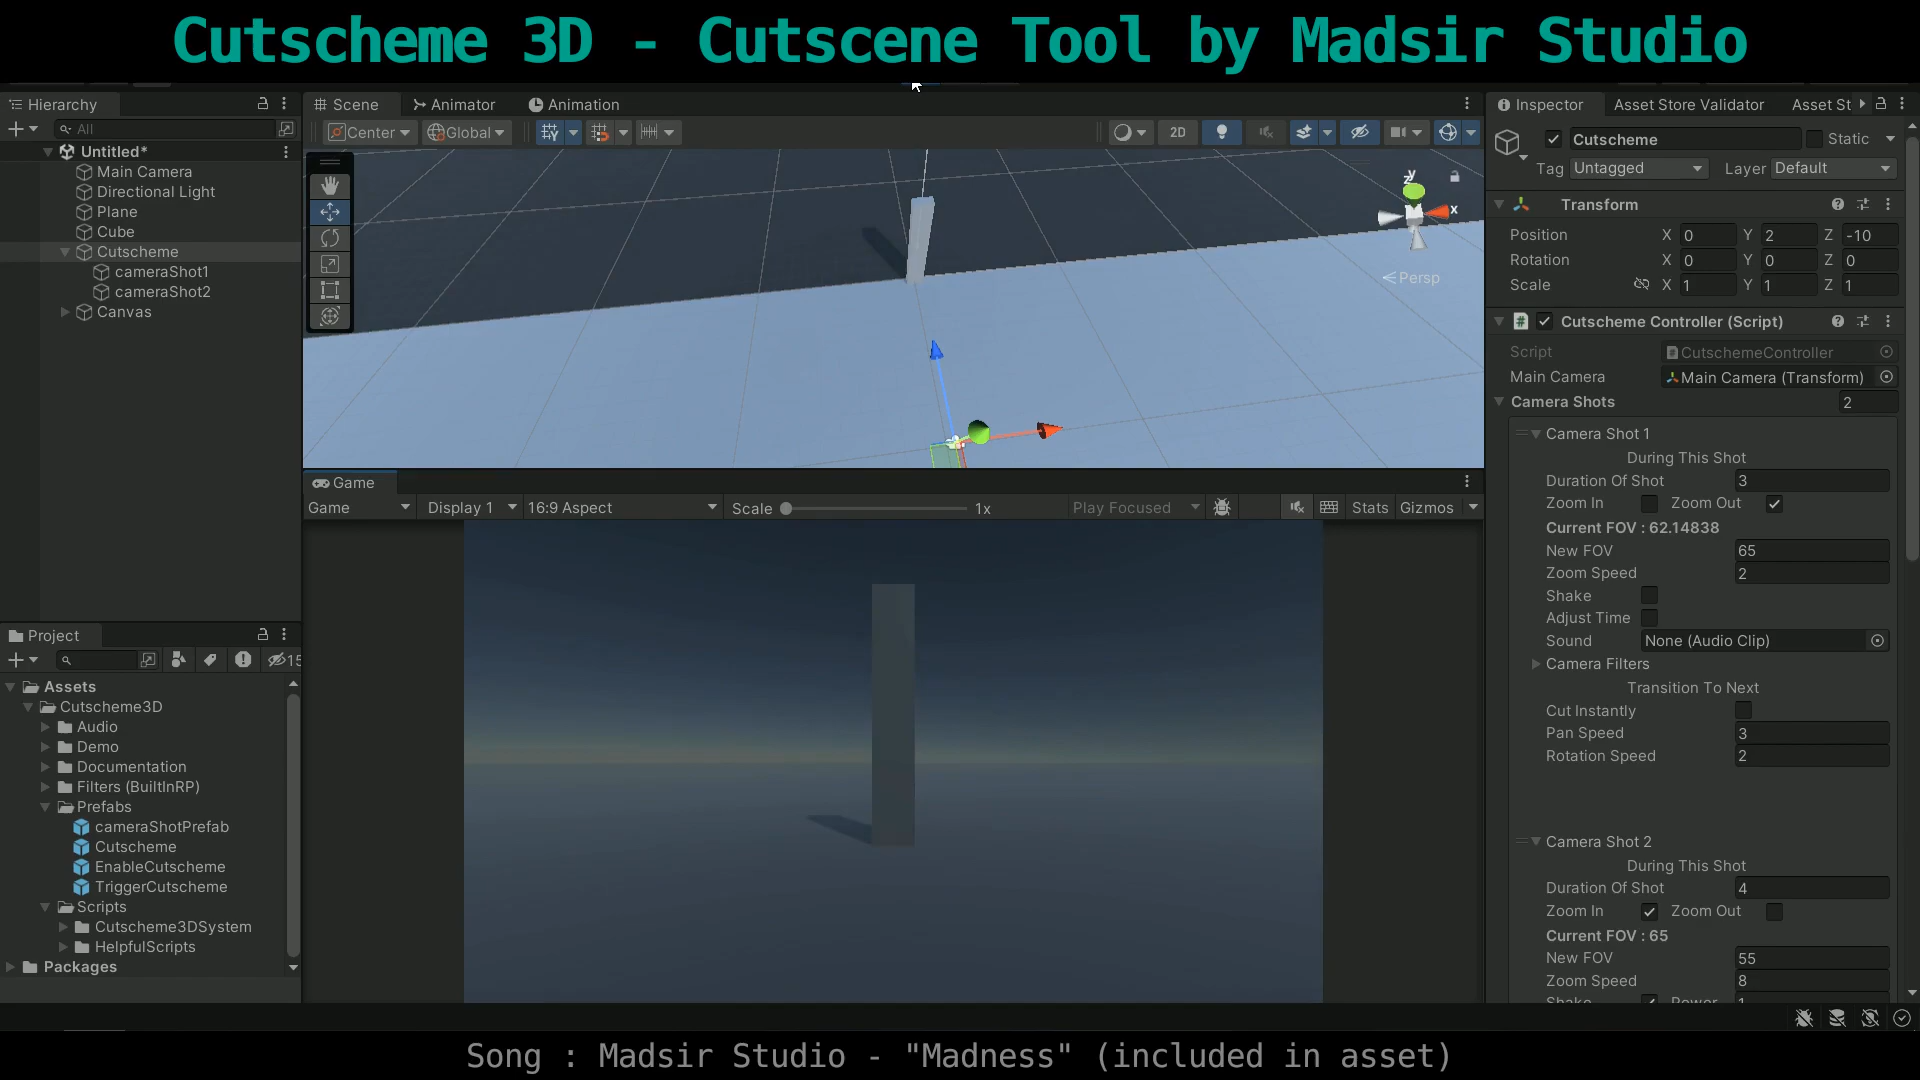 Cutscheme 3D - Cutscene Tool by Madsir Studio
Hierarchy
All
Untitled*
Main Camera
Directional Light
Plane
Cube
Cutscheme
cameraShot1
cameraShot2
Canvas
Scene
Animator
Animation
Center
Global
2D
y
z
x
Persp
Game
Game
Display 1
16:9 Aspect
Scale
1x
Play Focused
Stats
Gizmos
Project
15
Assets
Cutscheme3D
Audio
Demo
Documentation
Filters (BuiltInRP)
Prefabs
cameraShotPrefab
Cutscheme
EnableCutscheme
TriggerCutscheme
Scripts
Cutscheme3DSystem
HelpfulScripts
Packages
Inspector
Asset Store Validator
Asset St
Cutscheme
Static
Tag Untagged
Layer Default
Transform
Position X 0 Y 2 Z -10
Rotation X 0 Y 0 Z 0
Scale X 1 Y 1 Z 1
Cutscheme Controller (Script)
Script CutschemeController
Main Camera Main Camera (Transform)
Camera Shots 2
Camera Shot 1
During This Shot
Duration Of Shot 3
Zoom In Zoom Out
Current FOV : 62.14838
New FOV 65
Zoom Speed 2
Shake
Adjust Time
Sound None (Audio Clip)
Camera Filters
Transition To Next
Cut Instantly
Pan Speed 3
Rotation Speed 2
Camera Shot 2
During This Shot
Duration Of Shot 4
Zoom In Zoom Out
Current FOV : 65
New FOV 55
Zoom Speed 8
Shake Power 1
Song : Madsir Studio - "Madness" (included in asset)